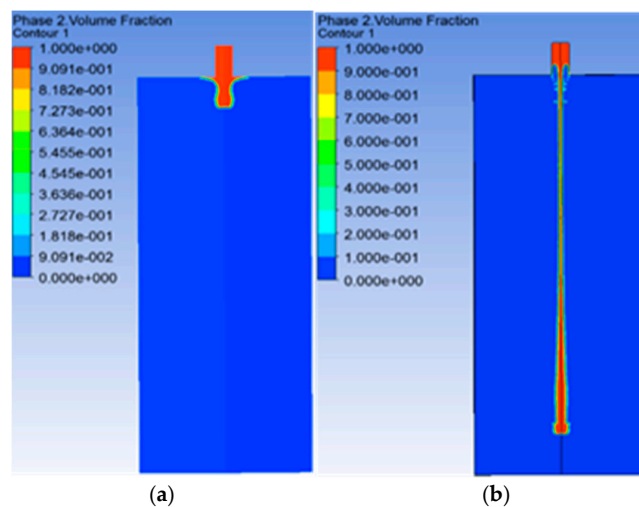 Phase 2.Volume Fraction
Contour 1
1.000e+000
9.091e-001
8.182e-001
7.273e-001
6.364e-001
5.455e-001
4.545e-001
3.636e-001
2.727e-001
1.818e-001
9.091e-002
0.000e+000
(a)
Phase 2.Volume Fraction
Contour 1
1.000e+000
9.000e-001
8.000e-001
7.000e-001
6.000e-001
5.000e-001
4.000e-001
3.000e-001
2.000e-001
1.000e-001
0.000e+000
(b)